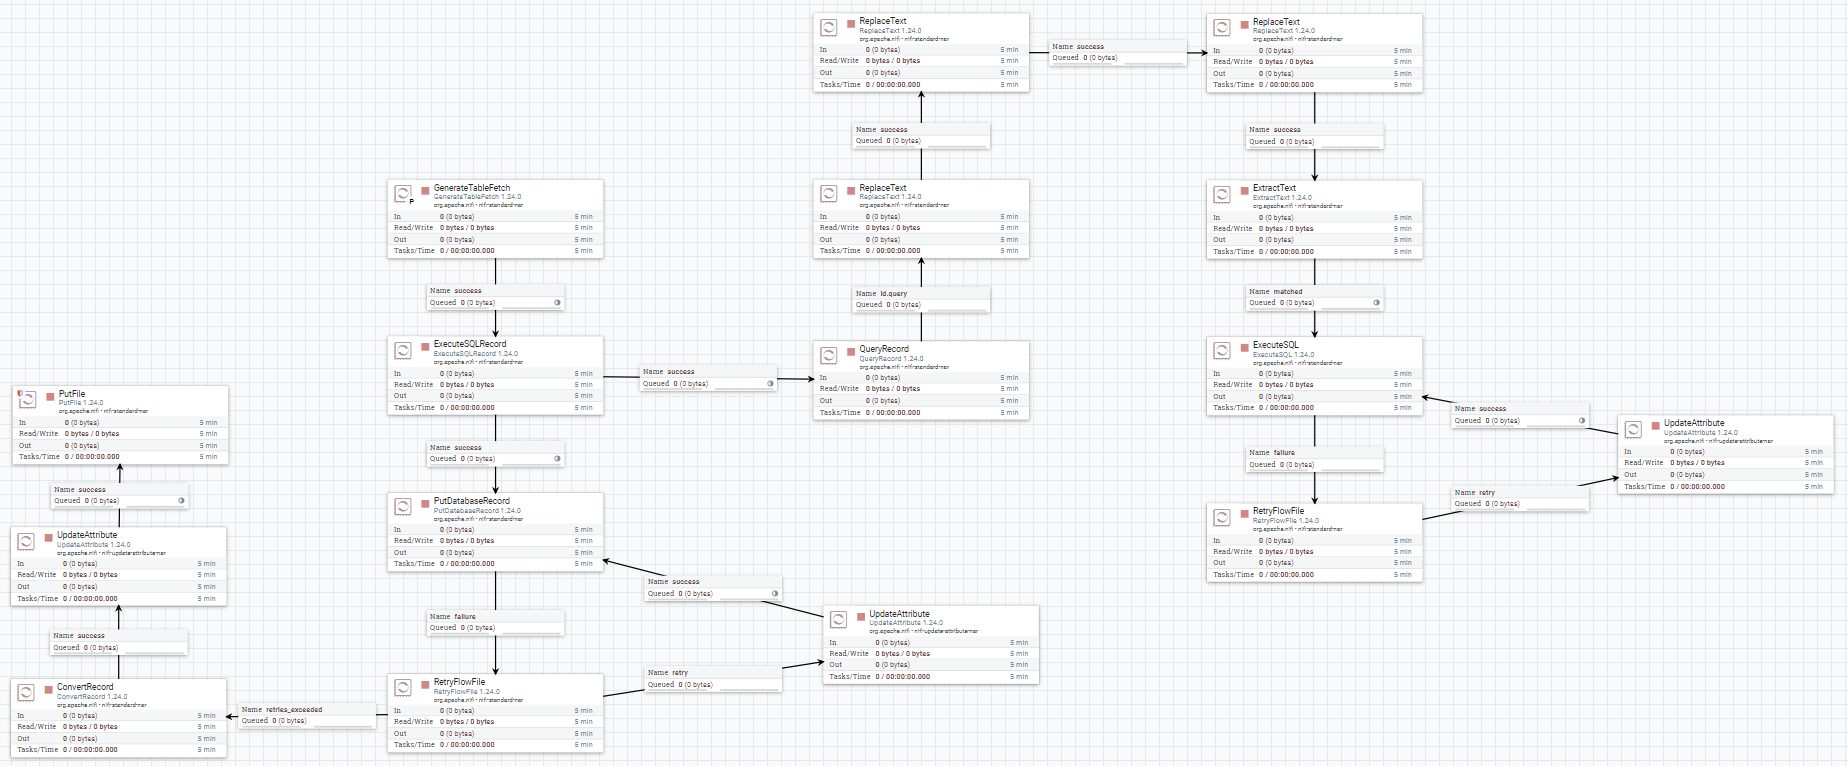 ReplaceText
ReplaceText 1.24.0
org.apache.nifi - nifi-standard-nar
In 0 (0 bytes) 5 min
Read/Write 0 bytes / 0 bytes 5 min
Out 0 (0 bytes) 5 min
Tasks/Time 0 / 00:00:00.000 5 min
Name success
Queued 0 (0 bytes)
ReplaceText
ReplaceText 1.24.0
org.apache.nifi - nifi-standard-nar
In 0 (0 bytes) 5 min
Read/Write 0 bytes / 0 bytes 5 min
Out 0 (0 bytes) 5 min
Tasks/Time 0 / 00:00:00.000 5 min
Name success
Queued 0 (0 bytes)
Name success
Queued 0 (0 bytes)
GenerateTableFetch
GenerateTableFetch 1.24.0
org.apache.nifi - nifi-standard-nar
P
In 0 (0 bytes) 5 min
Read/Write 0 bytes / 0 bytes 5 min
Out 0 (0 bytes) 5 min
Tasks/Time 0 / 00:00:00.000 5 min
ReplaceText
ReplaceText 1.24.0
org.apache.nifi - nifi-standard-nar
In 0 (0 bytes) 5 min
Read/Write 0 bytes / 0 bytes 5 min
Out 0 (0 bytes) 5 min
Tasks/Time 0 / 00:00:00.000 5 min
ExtractText
ExtractText 1.24.0
org.apache.nifi - nifi-standard-nar
In 0 (0 bytes) 5 min
Read/Write 0 bytes / 0 bytes 5 min
Out 0 (0 bytes) 5 min
Tasks/Time 0 / 00:00:00.000 5 min
Name success
Queued 0 (0 bytes)
Name id.query
Queued 0 (0 bytes)
Name matched
Queued 0 (0 bytes)
ExecuteSQLRecord
ExecuteSQLRecord 1.24.0
org.apache.nifi - nifi-standard-nar
In 0 (0 bytes) 5 min
Read/Write 0 bytes / 0 bytes 5 min
Out 0 (0 bytes) 5 min
Tasks/Time 0 / 00:00:00.000 5 min
Name success
Queued 0 (0 bytes)
QueryRecord
QueryRecord 1.24.0
org.apache.nifi - nifi-standard-nar
In 0 (0 bytes) 5 min
Read/Write 0 bytes / 0 bytes 5 min
Out 0 (0 bytes) 5 min
Tasks/Time 0 / 00:00:00.000 5 min
ExecuteSQL
ExecuteSQL 1.24.0
org.apache.nifi - nifi-standard-nar
In 0 (0 bytes) 5 min
Read/Write 0 bytes / 0 bytes 5 min
Out 0 (0 bytes) 5 min
Tasks/Time 0 / 00:00:00.000 5 min
PutFile
PutFile 1.24.0
org.apache.nifi - nifi-standard-nar
In 0 (0 bytes) 5 min
Read/Write 0 bytes / 0 bytes 5 min
Out 0 (0 bytes) 5 min
Tasks/Time 0 / 00:00:00.000 5 min
Name success
Queued 0 (0 bytes)
Name failure
Queued 0 (0 bytes)
Name success
Queued 0 (0 bytes)
UpdateAttribute
UpdateAttribute 1.24.0
org.apache.nifi - nifi-update-attribute-nar
In 0 (0 bytes) 5 min
Read/Write 0 bytes / 0 bytes 5 min
Out 0 (0 bytes) 5 min
Tasks/Time 0 / 00:00:00.000 5 min
Name success
Queued 0 (0 bytes)
PutDatabaseRecord
PutDatabaseRecord 1.24.0
org.apache.nifi - nifi-standard-nar
In 0 (0 bytes) 5 min
Read/Write 0 bytes / 0 bytes 5 min
Out 0 (0 bytes) 5 min
Tasks/Time 0 / 00:00:00.000 5 min
RetryFlowFile
RetryFlowFile 1.24.0
org.apache.nifi - nifi-standard-nar
In 0 (0 bytes) 5 min
Read/Write 0 bytes / 0 bytes 5 min
Out 0 (0 bytes) 5 min
Tasks/Time 0 / 00:00:00.000 5 min
Name retry
Queued 0 (0 bytes)
UpdateAttribute
UpdateAttribute 1.24.0
org.apache.nifi - nifi-update-attribute-nar
In 0 (0 bytes) 5 min
Read/Write 0 bytes / 0 bytes 5 min
Out 0 (0 bytes) 5 min
Tasks/Time 0 / 00:00:00.000 5 min
Name success
Queued 0 (0 bytes)
Name failure
Queued 0 (0 bytes)
UpdateAttribute
UpdateAttribute 1.24.0
org.apache.nifi - nifi-update-attribute-nar
In 0 (0 bytes) 5 min
Read/Write 0 bytes / 0 bytes 5 min
Out 0 (0 bytes) 5 min
Tasks/Time 0 / 00:00:00.000 5 min
Name success
Queued 0 (0 bytes)
Name retry
Queued 0 (0 bytes)
ConvertRecord
ConvertRecord 1.24.0
org.apache.nifi - nifi-standard-nar
In 0 (0 bytes) 5 min
Read/Write 0 bytes / 0 bytes 5 min
Out 0 (0 bytes) 5 min
Tasks/Time 0 / 00:00:00.000 5 min
Name retries_exceeded
Queued 0 (0 bytes)
RetryFlowFile
RetryFlowFile 1.24.0
org.apache.nifi - nifi-standard-nar
In 0 (0 bytes) 5 min
Read/Write 0 bytes / 0 bytes 5 min
Out 0 (0 bytes) 5 min
Tasks/Time 0 / 00:00:00.000 5 min